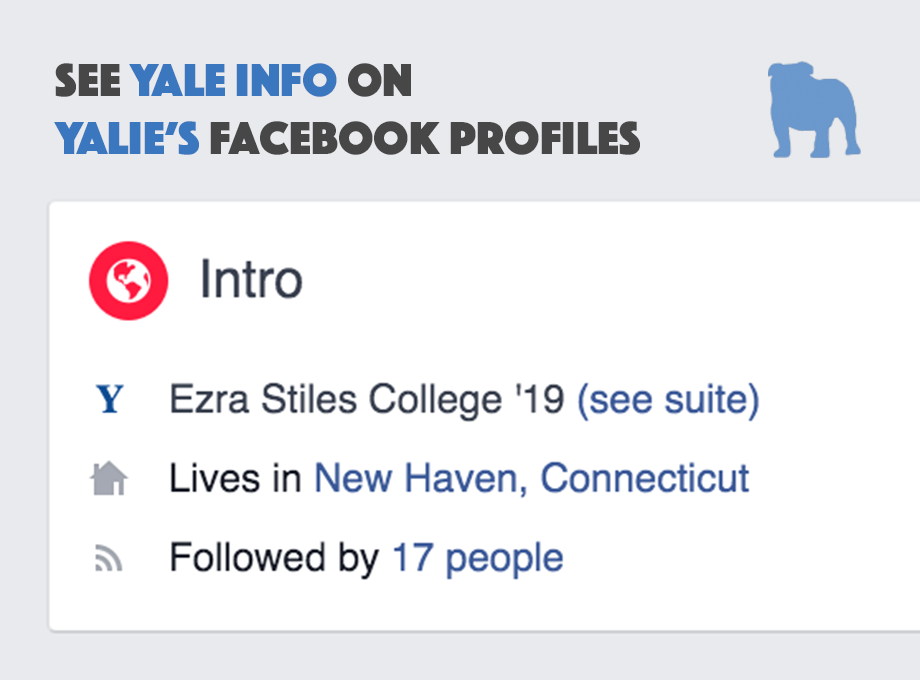 SEE YALE INFO ON
YALIE'S FACEBOOK PROFILES
Intro
Y Ezra Stiles College '19 (see suite)
Lives in New Haven, Connecticut
Followed by 17 people